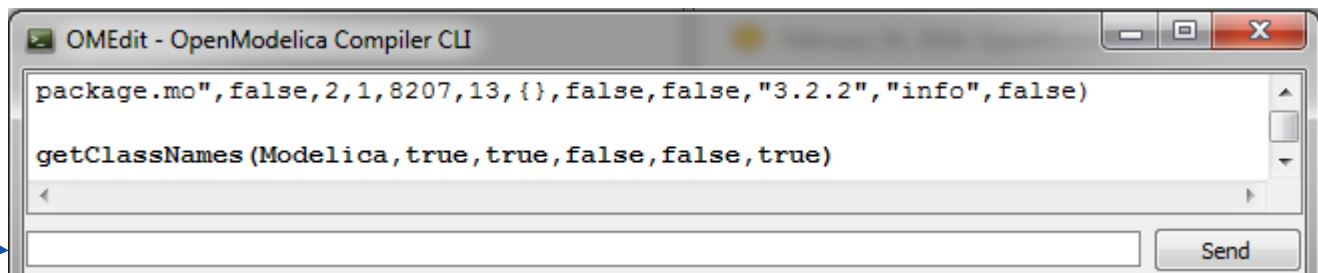 OMEdit - OpenModelica Compiler CLI
package.mo",false,2,1,8207,13,{},false,false,"3.2.2","info",false)
getClassNames(Modelica,true,true,false,false,true)
Send